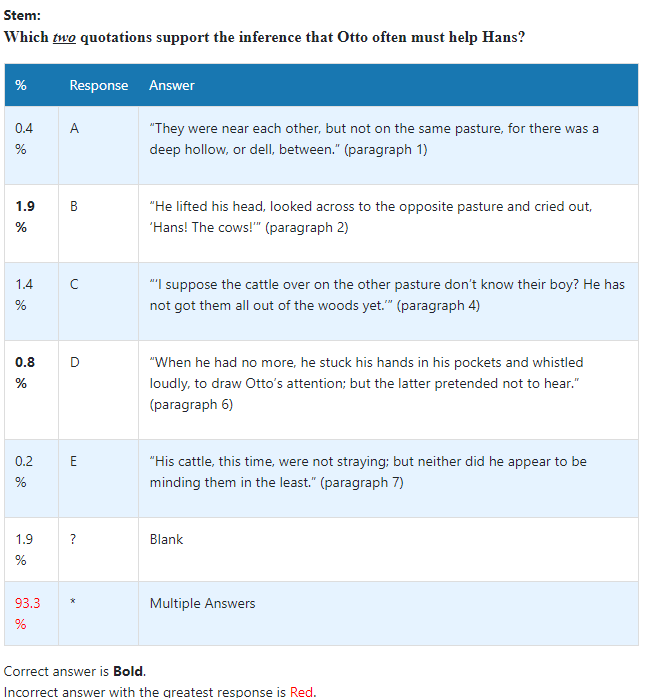 Stem:
Which two quotations support the inference that Otto often must help Hans?
% Response Answer
0.4 A “They were near each other, but not on the same pasture, for there was a
% deep hollow, or dell, between.” (paragraph 1)
1.9 B “He lifted his head, looked across to the opposite pasture and cried out,
% ‘Hans! The cows!’” (paragraph 2)
1.4 C “‘I suppose the cattle over on the other pasture don’t know their boy? He has
% not got them all out of the woods yet.’” (paragraph 4)
0.8 D “When he had no more, he stuck his hands in his pockets and whistled
% loudly, to draw Otto’s attention; but the latter pretended not to hear.”
(paragraph 6)
0.2 E “His cattle, this time, were not straying; but neither did he appear to be
% minding them in the least.” (paragraph 7)
1.9 ? Blank
%
93.3 * Multiple Answers
%
Correct answer is Bold.
Incorrect answer with the greatest response is Red.